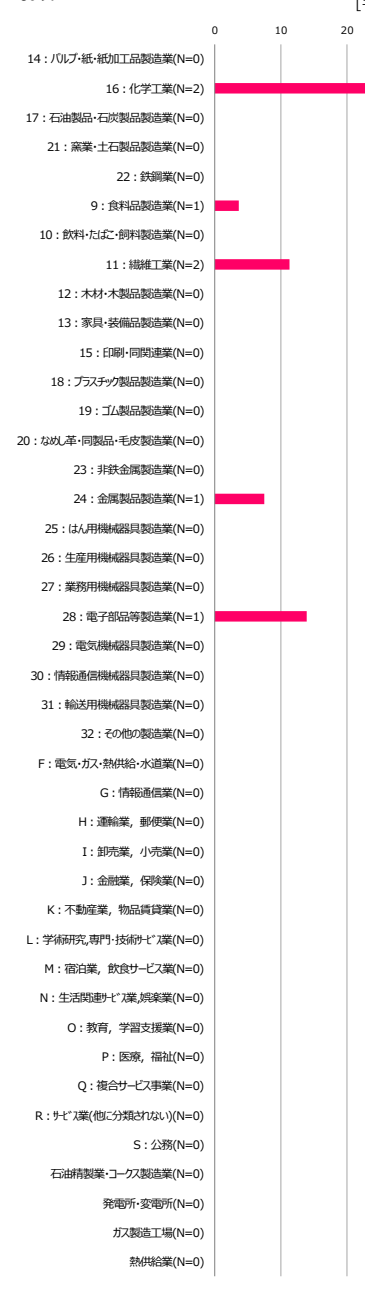 0 10 20
14：パルプ・紙・紙加工品製造業(N=0)
16：化学工業(N=2)
17：石油製品・石炭製品製造業(N=0)
21：窯業・土石製品製造業(N=0)
22：鉄鋼業(N=0)
9：食料品製造業(N=1)
10：飲料・たばこ・飼料製造業(N=0)
11：繊維工業(N=2)
12：木材・木製品製造業(N=0)
13：家具・装備品製造業(N=0)
15：印刷・同関連業(N=0)
18：プラスチック製品製造業(N=0)
19：ゴム製品製造業(N=0)
20：なめし革・同製品・毛皮製造業(N=0)
23：非鉄金属製造業(N=0)
24：金属製品製造業(N=1)
25：はん用機械器具製造業(N=0)
26：生産用機械器具製造業(N=0)
27：業務用機械器具製造業(N=0)
28：電子部品等製造業(N=1)
29：電気機械器具製造業(N=0)
30：情報通信機械器具製造業(N=0)
31：輸送用機械器具製造業(N=0)
32：その他の製造業(N=0)
F：電気・ガス・熱供給・水道業(N=0)
G：情報通信業(N=0)
H：運輸業，郵便業(N=0)
I：卸売業，小売業(N=0)
J：金融業，保険業(N=0)
K：不動産業，物品賃貸業(N=0)
L：学術研究,専門・技術ｻｰﾋﾞｽ業(N=0)
M：宿泊業，飲食サービス業(N=0)
N：生活関連ｻｰﾋﾞｽ業,娯楽業(N=0)
O：教育，学習支援業(N=0)
P：医療，福祉(N=0)
Q：複合サービス事業(N=0)
R：ｻｰﾋﾞｽ業(他に分類されない)(N=0)
S：公務(N=0)
石油精製業・コークス製造業(N=0)
発電所・変電所(N=0)
ガス製造工場(N=0)
熱供給業(N=0)